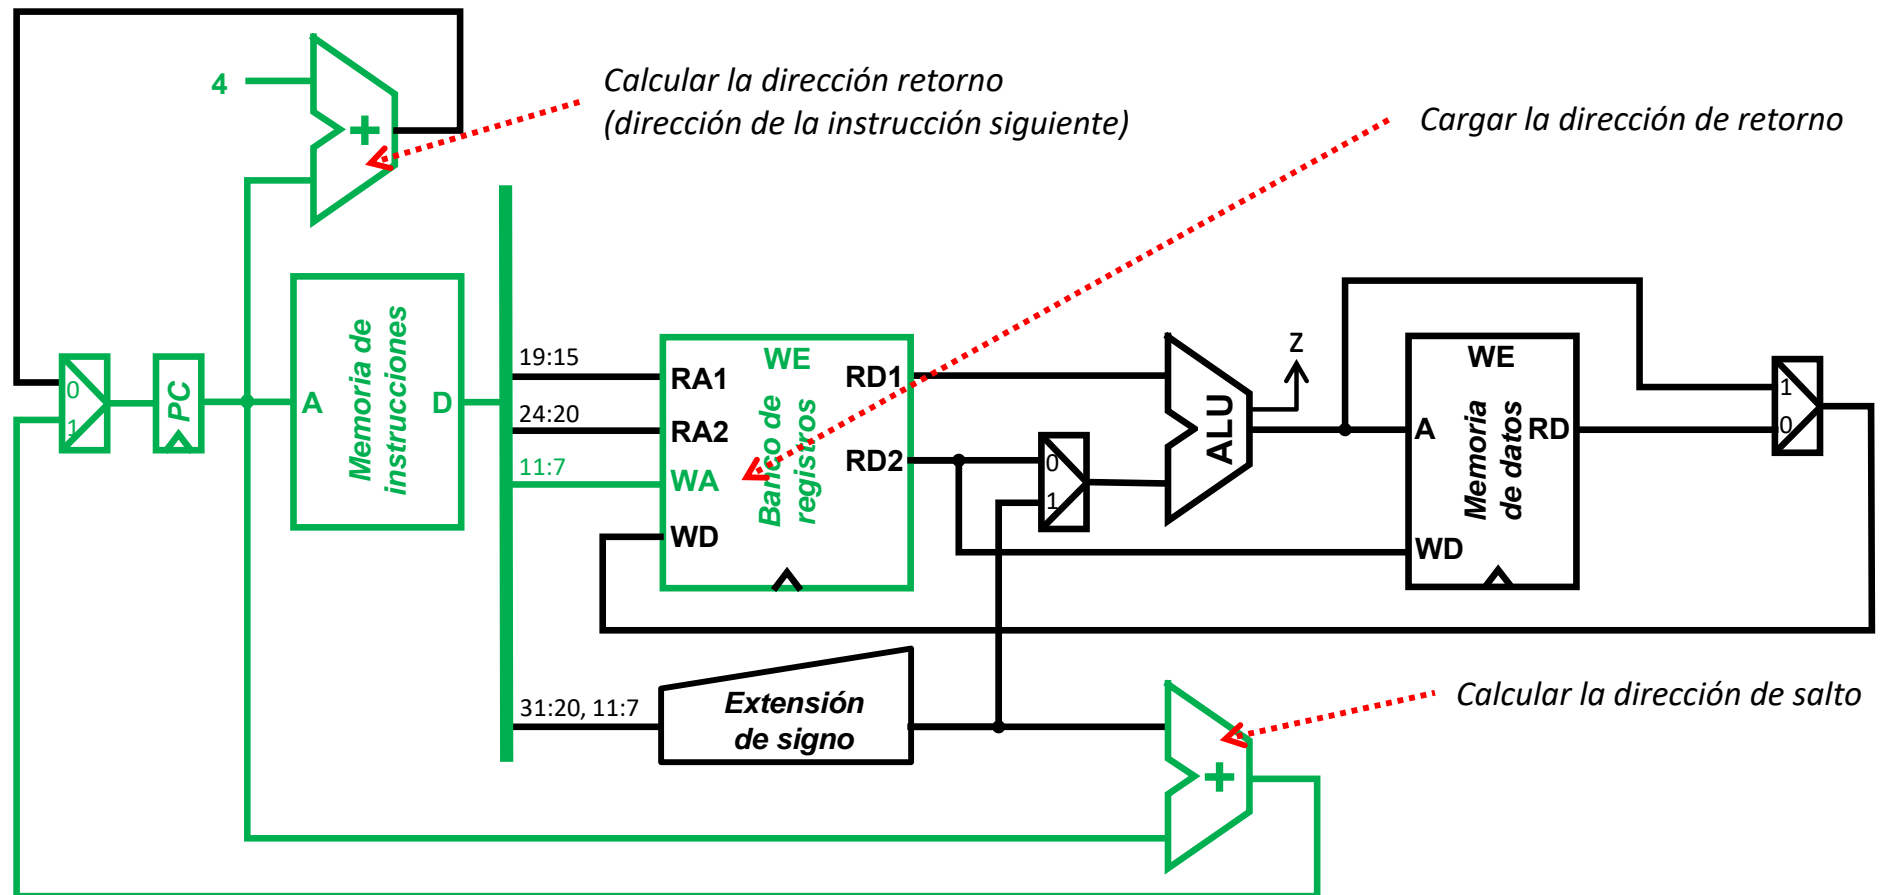 4
+
Calcular la dirección retorno
(dirección de la instrucción siguiente)
Cargar la dirección de retorno
0
1
PC
A
D
Memoria de
instrucciones
19:15
24:20
11:7
RA1
RA2
WA
WD
WE
Banco de
registros
RD1
RD2
0
1
ALU
Z
A
WD
WE
Memoria
de datos
RD
1
0
31:20, 11:7
Extensión
de signo
+
Calcular la dirección de salto